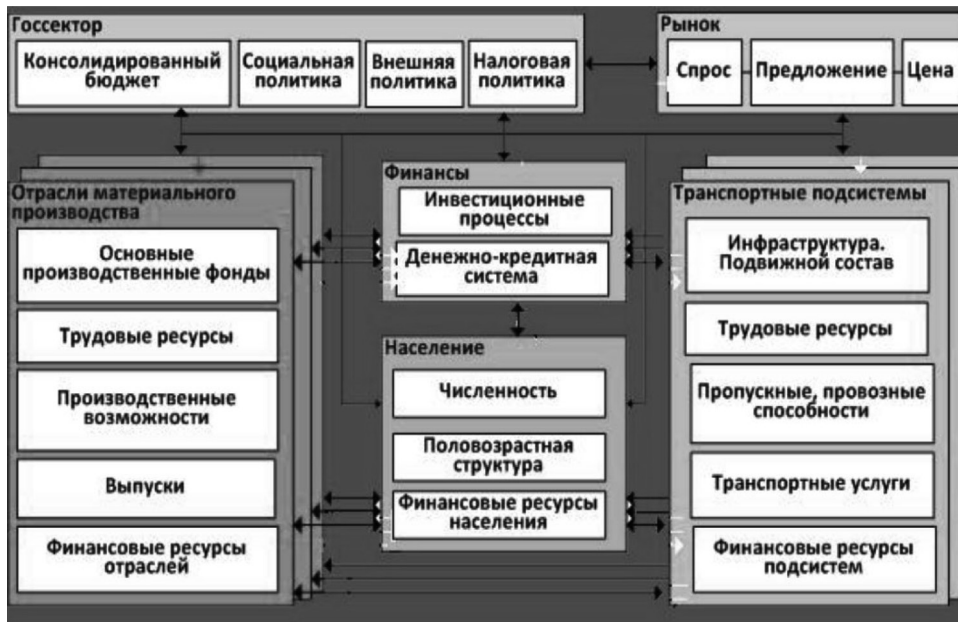 Госсектор
Консолидированный
бюджет
Социальная
политика
Внешняя
политика
Налоговая
политика
Рынок
Спрос
Предложение
Цена
Отрасли материального
производства
Основные
производственные фонды
Трудовые ресурсы
Производственные
возможности
Выпуски
Финансовые ресурсы
отраслей
Финансы
Инвестиционные
процессы
Денежно-кредитная
система
Население
Численность
Половозрастная
структура
Финансовые ресурсы
населения
Транспортные подсистемы
Инфраструктура.
Подвижной состав
Трудовые ресурсы
Пропускные, провозные
способности
Транспортные услуги
Финансовые ресурсы
подсистем